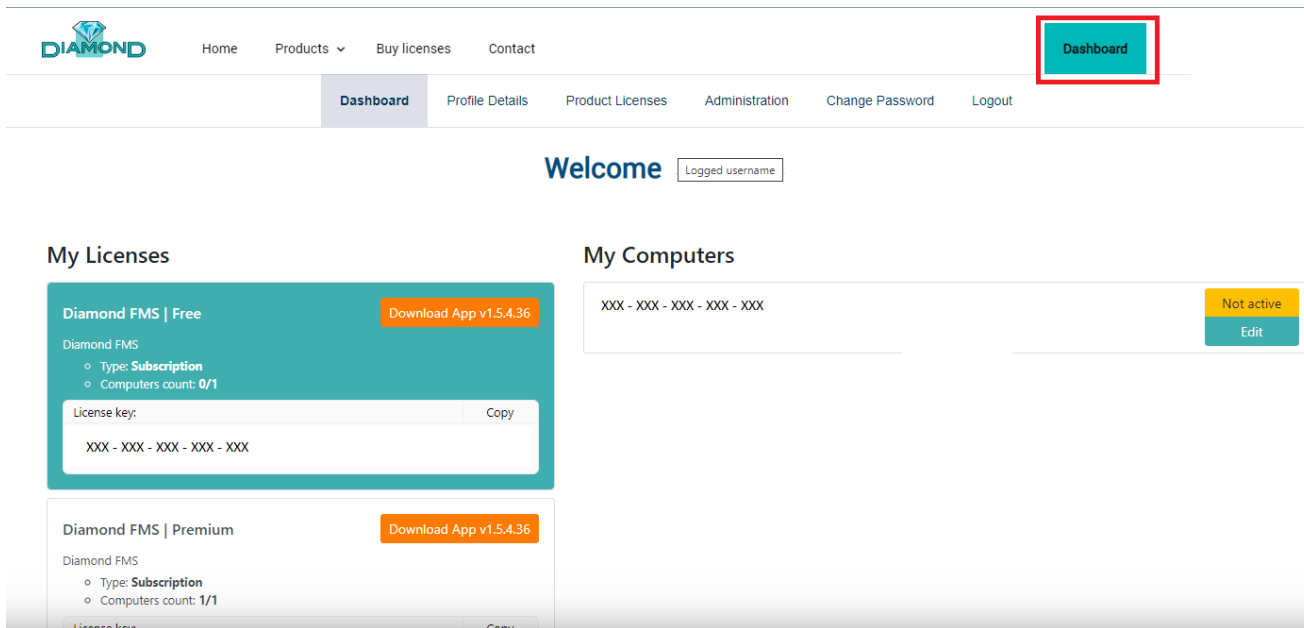 DIAMOND
Home Products Buy licenses Contact Dashboard
Dashboard Profile Details Product Licenses Administration Change Password Logout
Welcome Logged username
My Licenses
Diamond FMS | Free Download App v1.5.4.36
Diamond FMS
Type: Subscription
Computers count: 0/1
License key: Copy
XXX - XXX - XXX - XXX - XXX
Diamond FMS | Premium Download App v1.5.4.36
Diamond FMS
Type: Subscription
Computers count: 1/1
License key: Copy
My Computers
XXX - XXX - XXX - XXX - XXX Not active
Edit